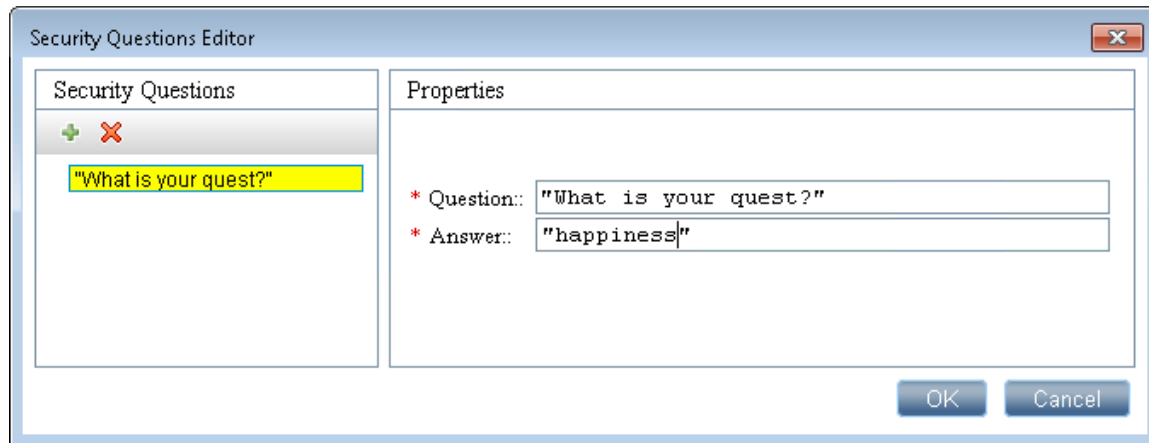 Security Questions Editor
Security Questions
Properties
"What is your quest?"
* Question:: "What is your quest?"
* Answer:: "happiness"
OK Cancel